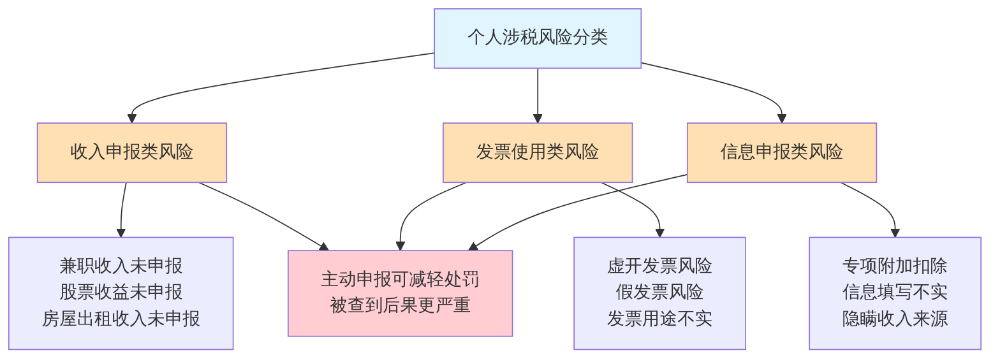 个人涉税风险分类
收入申报类风险
发票使用类风险
信息申报类风险
兼职收入未申报
股票收益未申报
房屋出租收入未申报
主动申报可减轻处罚
被查到后果更严重
虚开发票风险
假发票风险
发票用途不实
专项附加扣除
信息填写不实
隐瞒收入来源